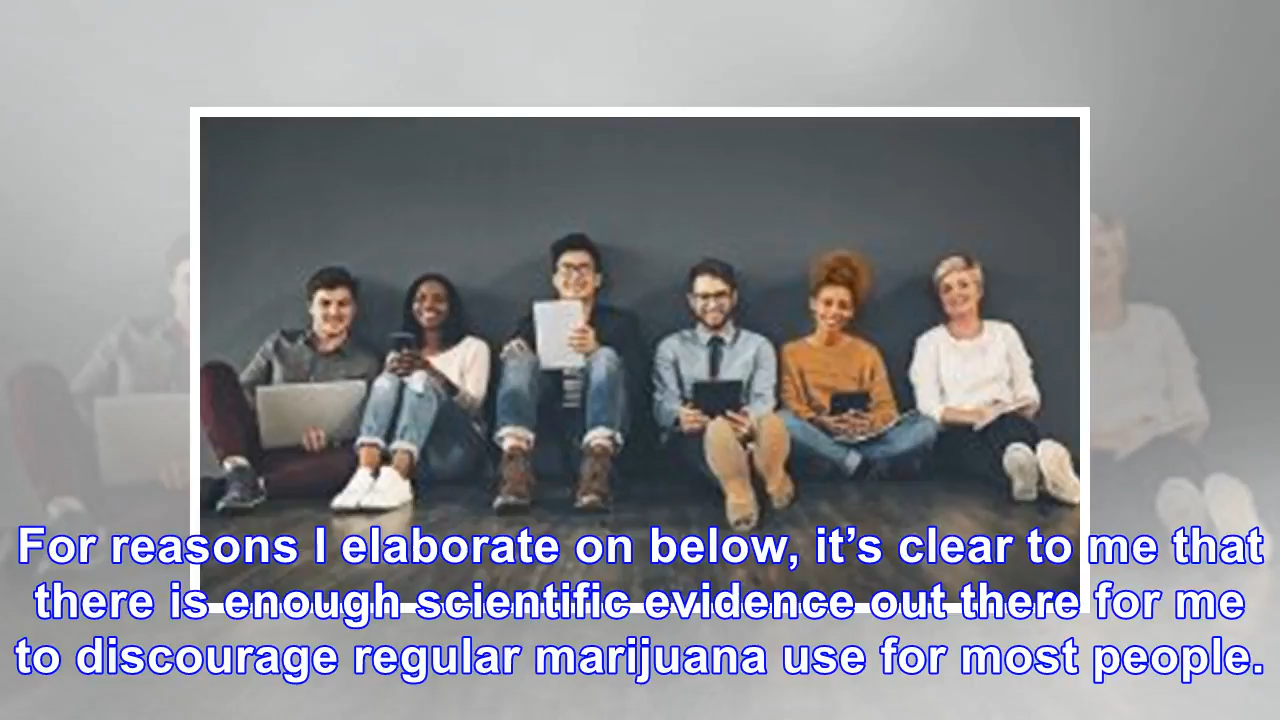 For reasons I elaborate on below, it’s clear to me that
there is enough scientific evidence out there for me
to discourage regular marijuana use for most people.